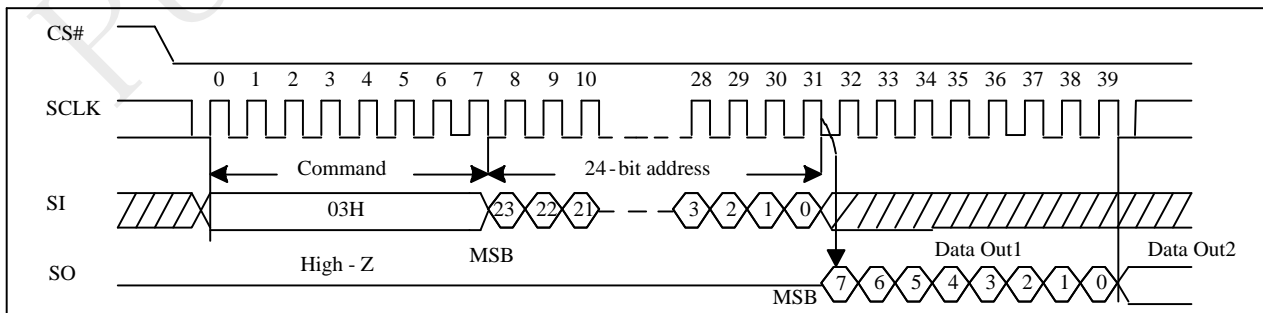 CS#
0 1 2 3 4 5 6 7 8 9 10 28 29 30 31 32 33 34 35 36 37 38 39
SCLK
Command 24-bit address
SI 03H 23 22 21 3 2 1 0
High - Z MSB Data Out1 Data Out2
SO MSB 7 6 5 4 3 2 1 0